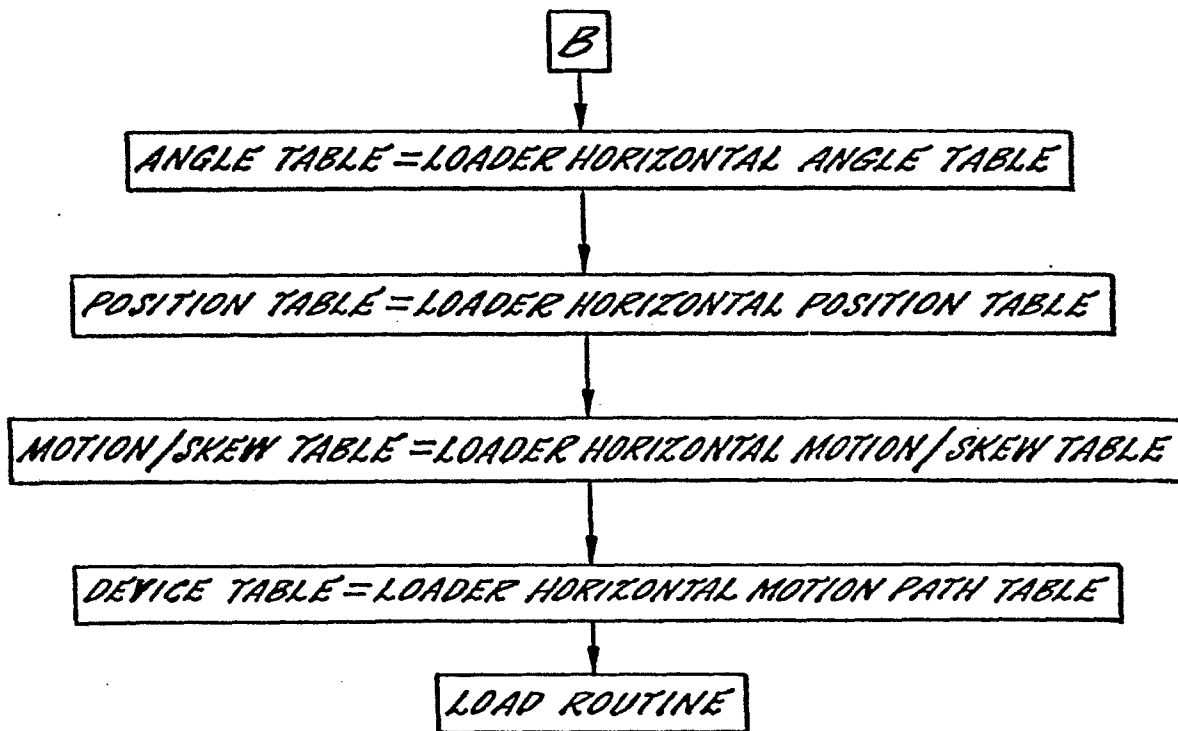 B
ANGLE TABLE=LOADER HORIZONTAL ANGLE TABLE
POSITION TABLE=LOADER HORIZONTAL POSITION TABLE
MOTION/SKEW TABLE=LOADER HORIZONTAL MOTION/SKEW TABLE
DEVICE TABLE=LOADER HORIZONTAL MOTION PATH TABLE
LOAD ROUTINE